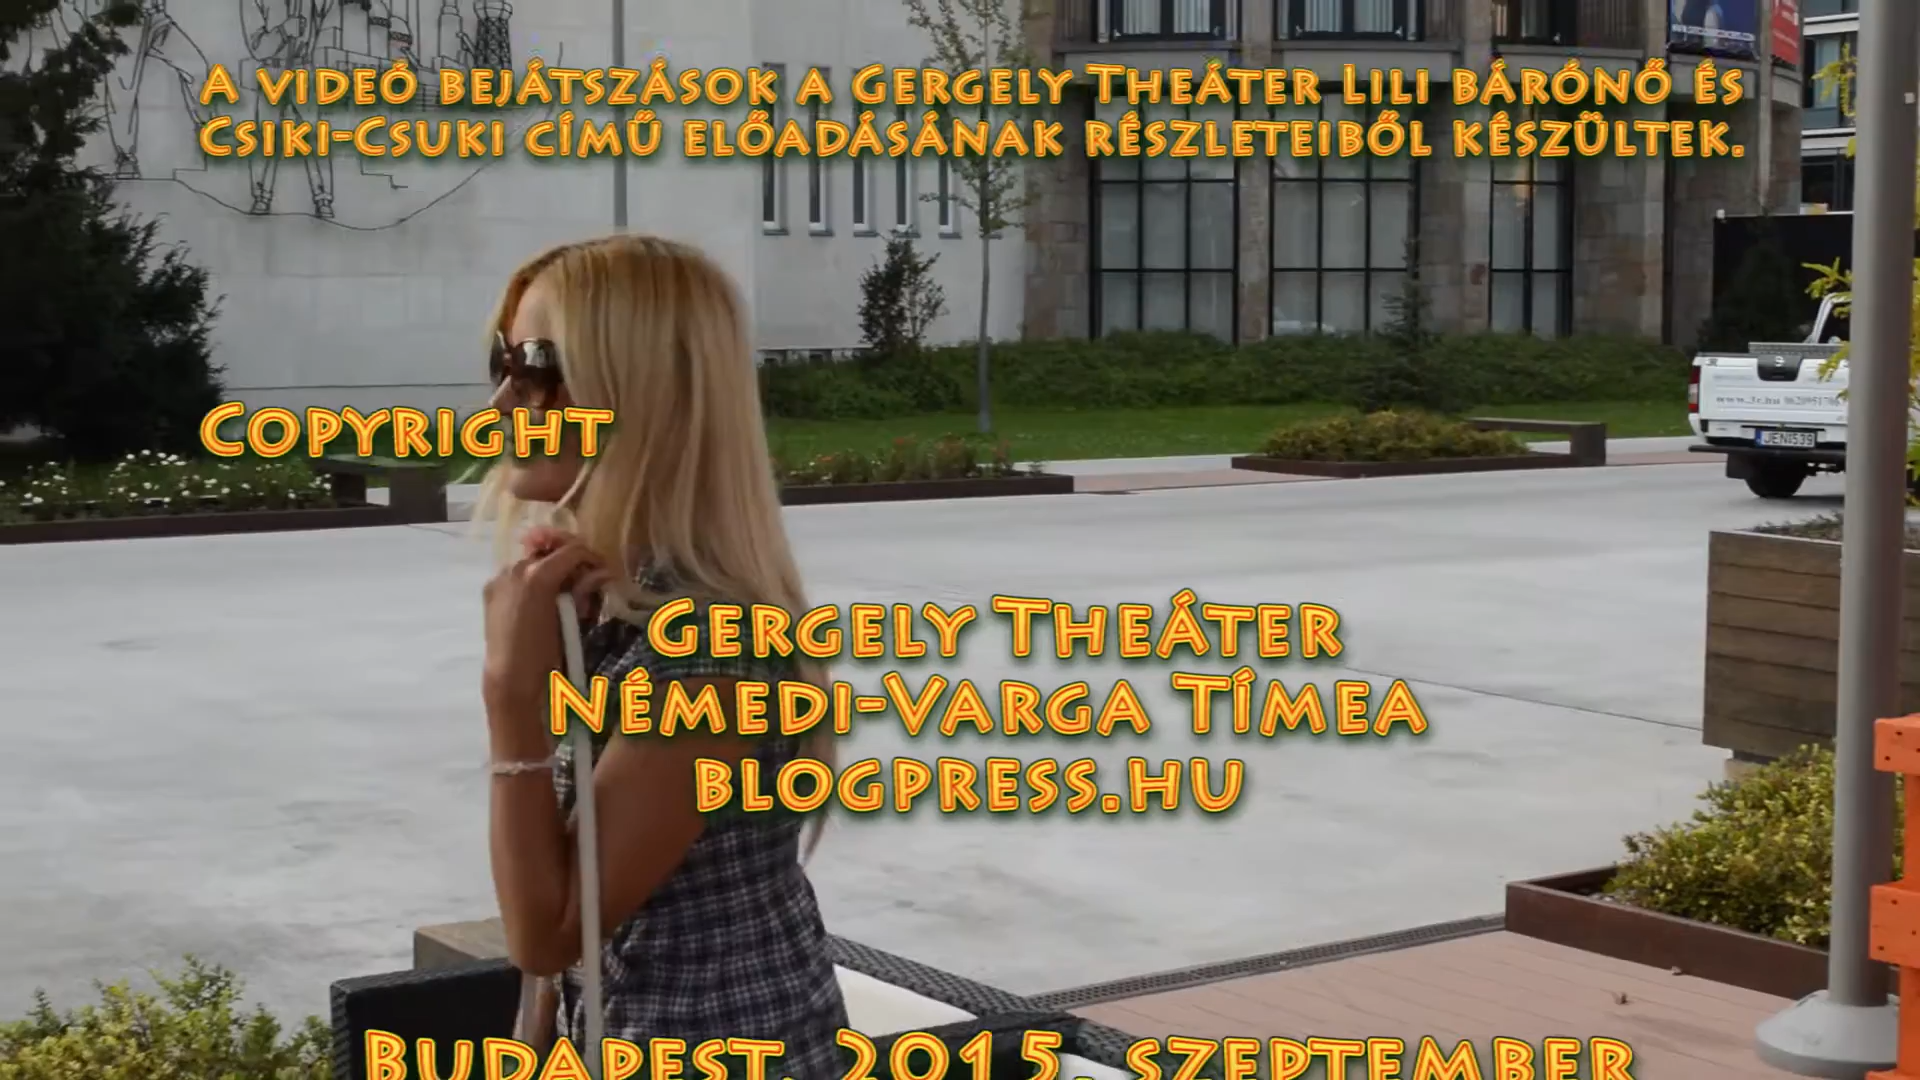 A VIDEÓ BEJÁTSZÁSOK A GERGELY THEÁTER LILI BÁRÓNŐ ÉS
CSIKI-CSUKI CÍMŰ ELŐADÁSÁNAK RÉSZLETEIBŐL KÉSZÜLTEK.
COPYRIGHT
JEN1539
GERGELY THEÁTER
NÉMEDI-VARGA TÍMEA
BLOGPRESS.HU
BUDAPEST, 2015. SZEPTEMBER